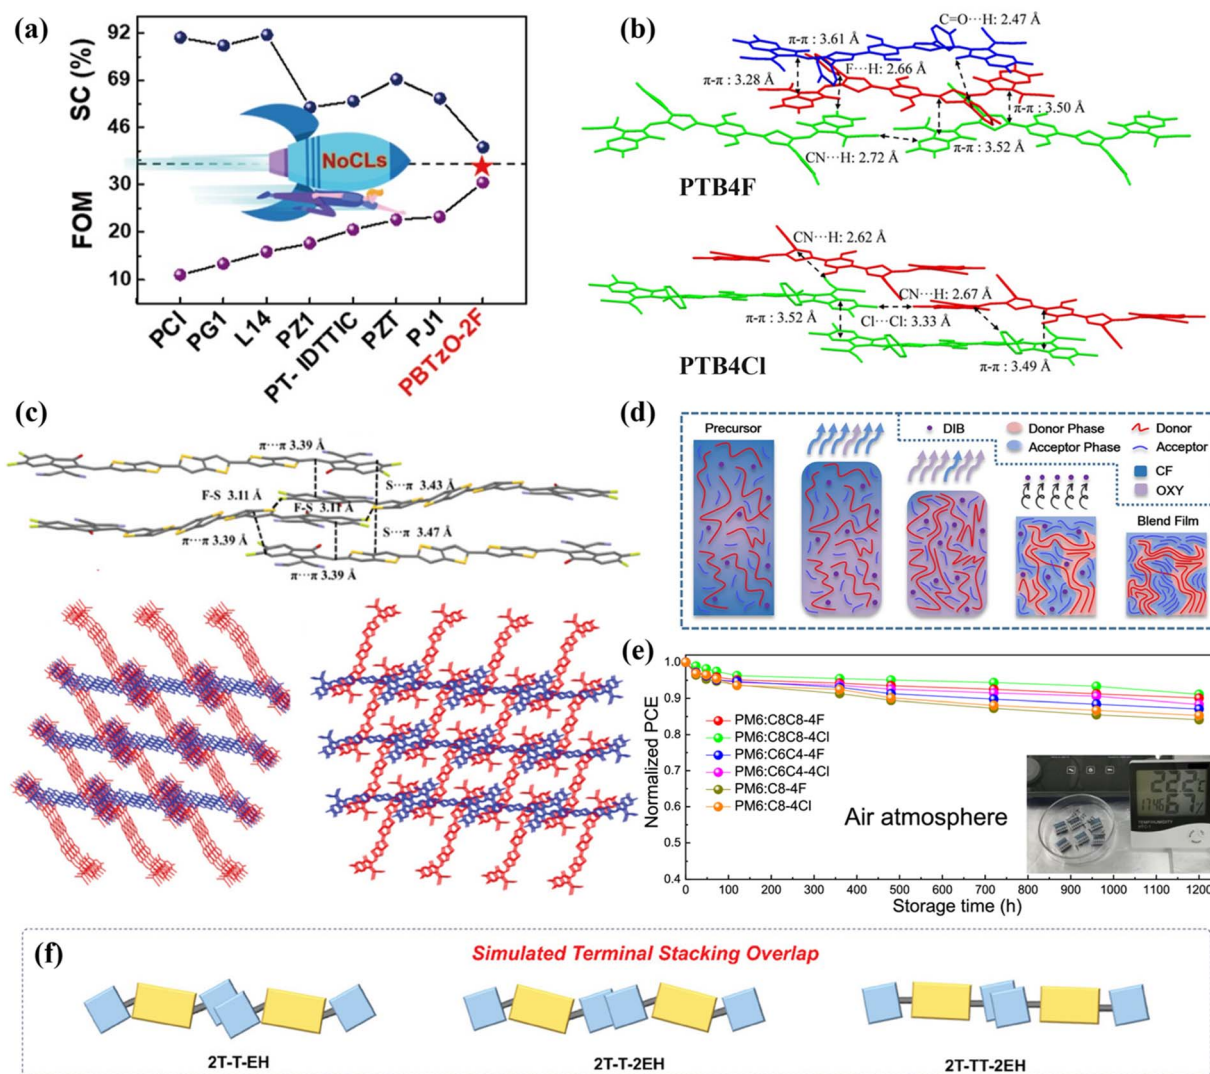 (a)
SC (%)
92
69
46
FOM
30
20
10
NoCLs
PCl
PG1
L14
PZ1
PT- IDTTIC
PZT
PJ1
PBTzO-2F
(b)
C=O···H: 2.47 Å
π-π : 3.61 Å
F···H: 2.66 Å
π-π : 3.28 Å
π-π : 3.50 Å
CN···H: 2.72 Å
π-π : 3.52 Å
PTB4F
CN···H: 2.62 Å
CN···H: 2.67 Å
π-π : 3.52 Å
Cl···Cl: 3.33 Å
π-π : 3.49 Å
PTB4Cl
(c)
π···π 3.39 Å
S···π 3.43 Å
F-S 3.11 Å
F-S 3.11 Å
S···π 3.47 Å
π···π 3.39 Å
π···π 3.39 Å
(d)
Precursor
DIB
Donor Phase
Acceptor Phase
Donor
Acceptor
CF
OXY
Blend Film
(e)
Normalized PCE
1.0
0.9
0.8
0.7
0.6
0.5
0.4
PM6:C8C8-4F
PM6:C8C8-4Cl
PM6:C6C4-4F
PM6:C6C4-4Cl
PM6:C8-4F
PM6:C8-4Cl
Air atmosphere
0 100 200 300 400 500 600 700 800 900 1000 1100 1200
Storage time (h)
(f)
Simulated Terminal Stacking Overlap
2T-T-EH
2T-T-2EH
2T-TT-2EH